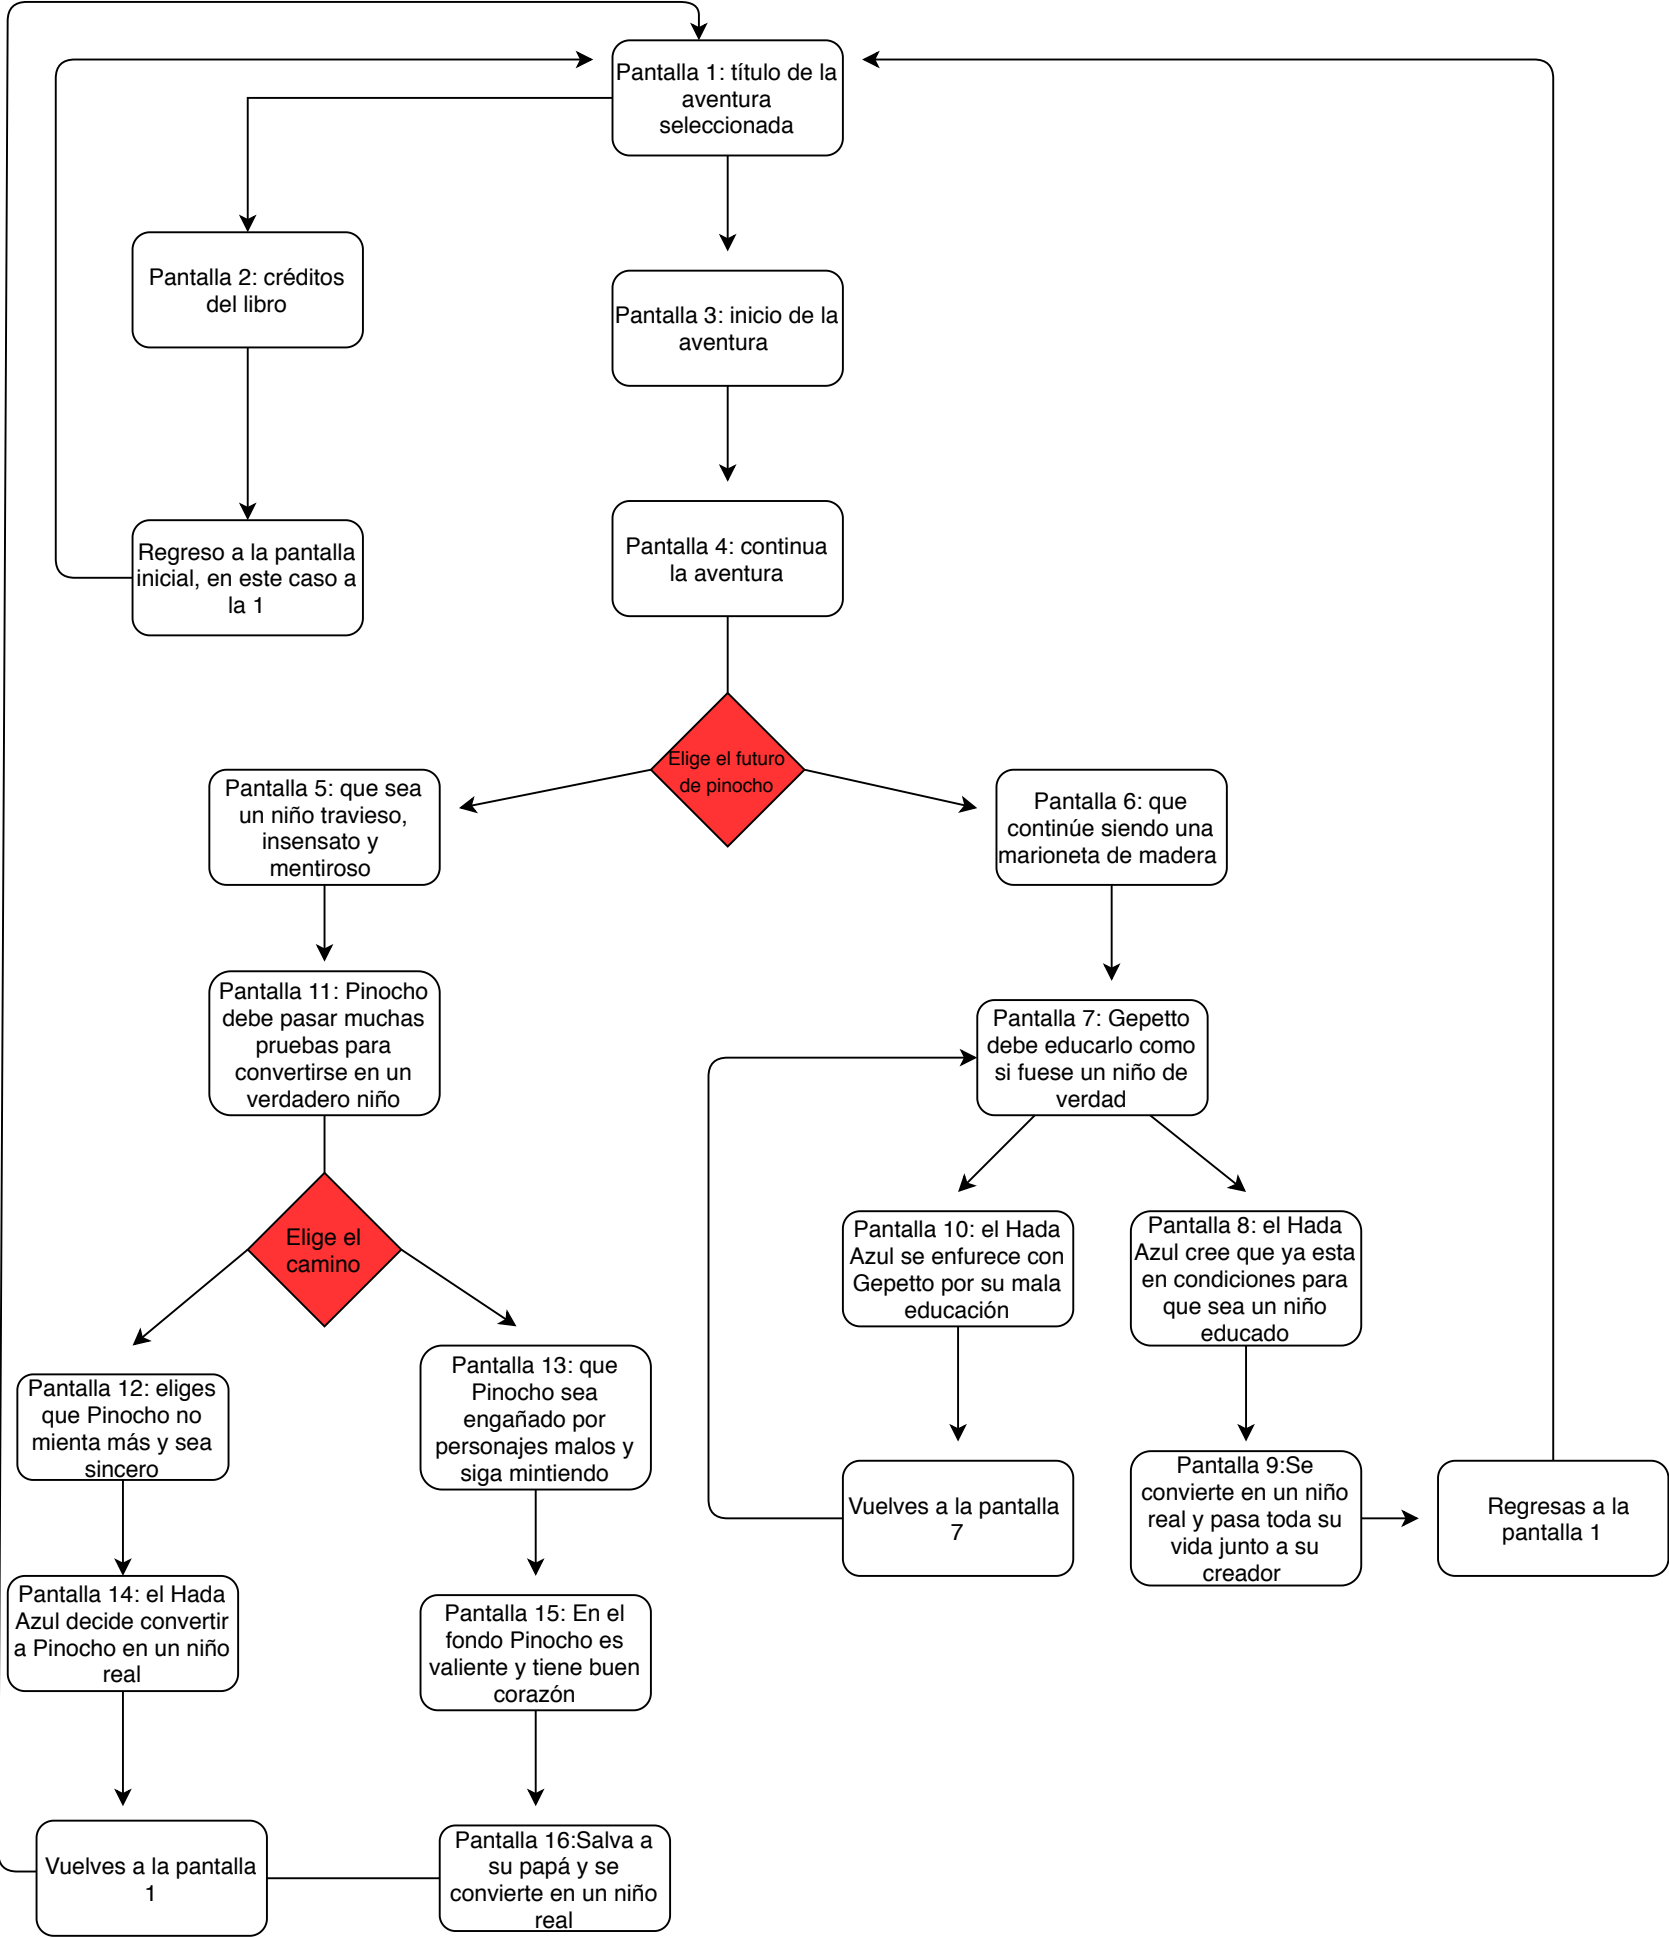 Pantalla 1: título de la
aventura
seleccionada
Pantalla 2: créditos
del libro
Pantalla 3: inicio de la
aventura
Regreso a la pantalla
inicial, en este caso a
la 1
Pantalla 4: continua
la aventura
Elige el futuro
de pinocho
Pantalla 5: que sea
un niño travieso,
insensato y
mentiroso
Pantalla 6: que
continúe siendo una
marioneta de madera
Pantalla 11: Pinocho
debe pasar muchas
pruebas para
convertirse en un
verdadero niño
Pantalla 7: Gepetto
debe educarlo como
si fuese un niño de
verdad
Elige el
camino
Pantalla 10: el Hada
Azul se enfurece con
Gepetto por su mala
educación
Pantalla 8: el Hada
Azul cree que ya esta
en condiciones para
que sea un niño
educado
Pantalla 12: eliges
que Pinocho no
mienta más y sea
sincero
Pantalla 13: que
Pinocho sea
engañado por
personajes malos y
siga mintiendo
Vuelves a la pantalla
7
Pantalla 9:Se
convierte en un niño
real y pasa toda su
vida junto a su
creador
Regresas a la
pantalla 1
Pantalla 14: el Hada
Azul decide convertir
a Pinocho en un niño
real
Pantalla 15: En el
fondo Pinocho es
valiente y tiene buen
corazón
Vuelves a la pantalla
1
Pantalla 16:Salva a
su papá y se
convierte en un niño
real